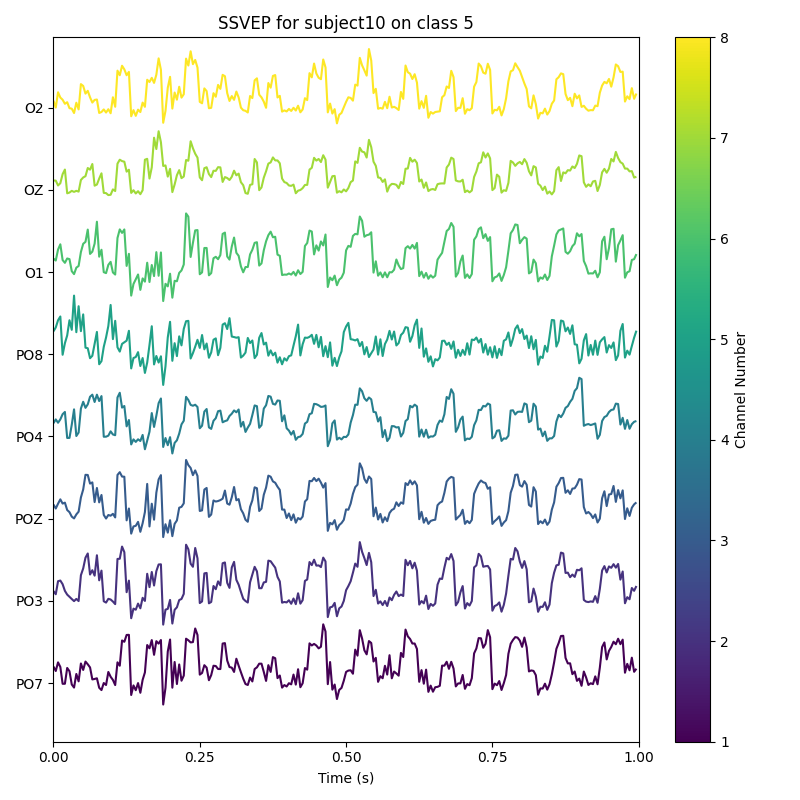 SSVEP for subject10 on class 5
O2
OZ
O1
PO8
PO4
POZ
PO3
PO7
0.00 0.25 0.50 0.75 1.00
Time (s)
8
7
6
5
4
3
2
1
Channel Number